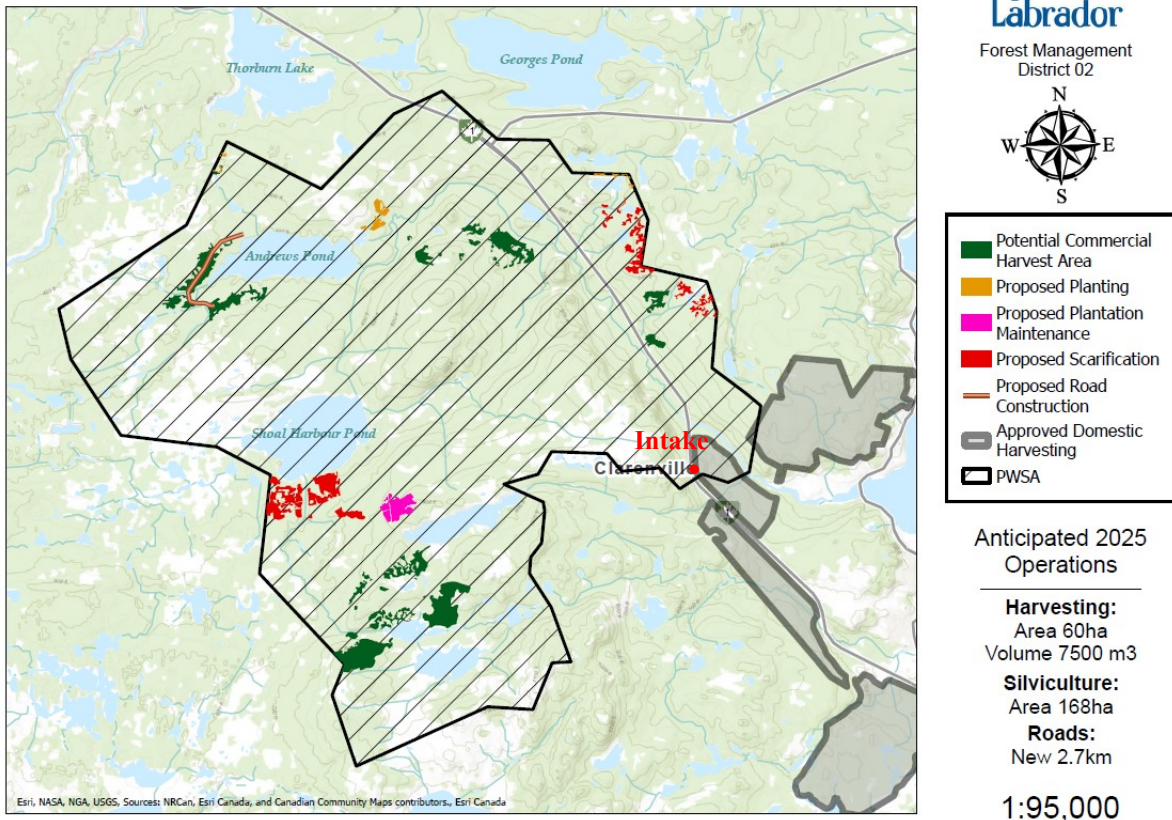 Labrador
Forest Management
District 02
N
W
E
S
Thorburn Lake
Georges Pond
1
Andrews Pond
Shoal Harbour Pond
Intake
Clarenville
1
Potential Commercial
Harvest Area
Proposed Planting
Proposed Plantation
Maintenance
Proposed Scarification
Proposed Road
Construction
Approved Domestic
Harvesting
PWSA
Anticipated 2025
Operations
Harvesting:
Area 60ha
Volume 7500 m3
Silviculture:
Area 168ha
Roads:
New 2.7km
1:95,000
Esri, NASA, NGA, USGS, Sources: NRCan, Esri Canada, and Canadian Community Maps contributors., Esri Canada